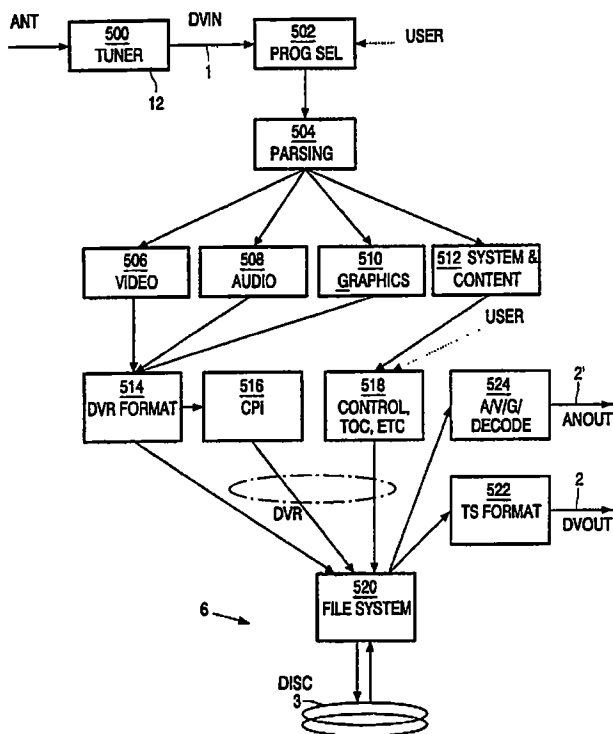 ANT
500
TUNER
12
DVIN
1
502
PROG SEL
USER
504
PARSING
506
VIDEO
508
AUDIO
510
GRAPHICS
512 SYSTEM &
CONTENT
USER
514
DVR FORMAT
516
CPI
518
CONTROL,
TOC, ETC
524
A/V/G/
DECODE
2'
ANOUT
DVR
522
TS FORMAT
2
DVOUT
520
FILE SYSTEM
6
DISC
3